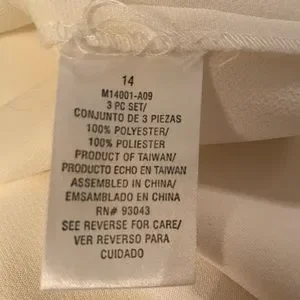 14
M14001-A09
3 PC SET/
CONJUNTO DE 3 PIEZAS
100% POLYESTER/
100% POLIESTER
PRODUCT OF TAIWAN/
PRODUCTO ECHO EN TAIWAN
ASSEMBLED IN CHINA/
EMSAMBLADO EN CHINA
RN# 93043
SEE REVERSE FOR CARE/
VER REVERSO PARA
CUIDADO